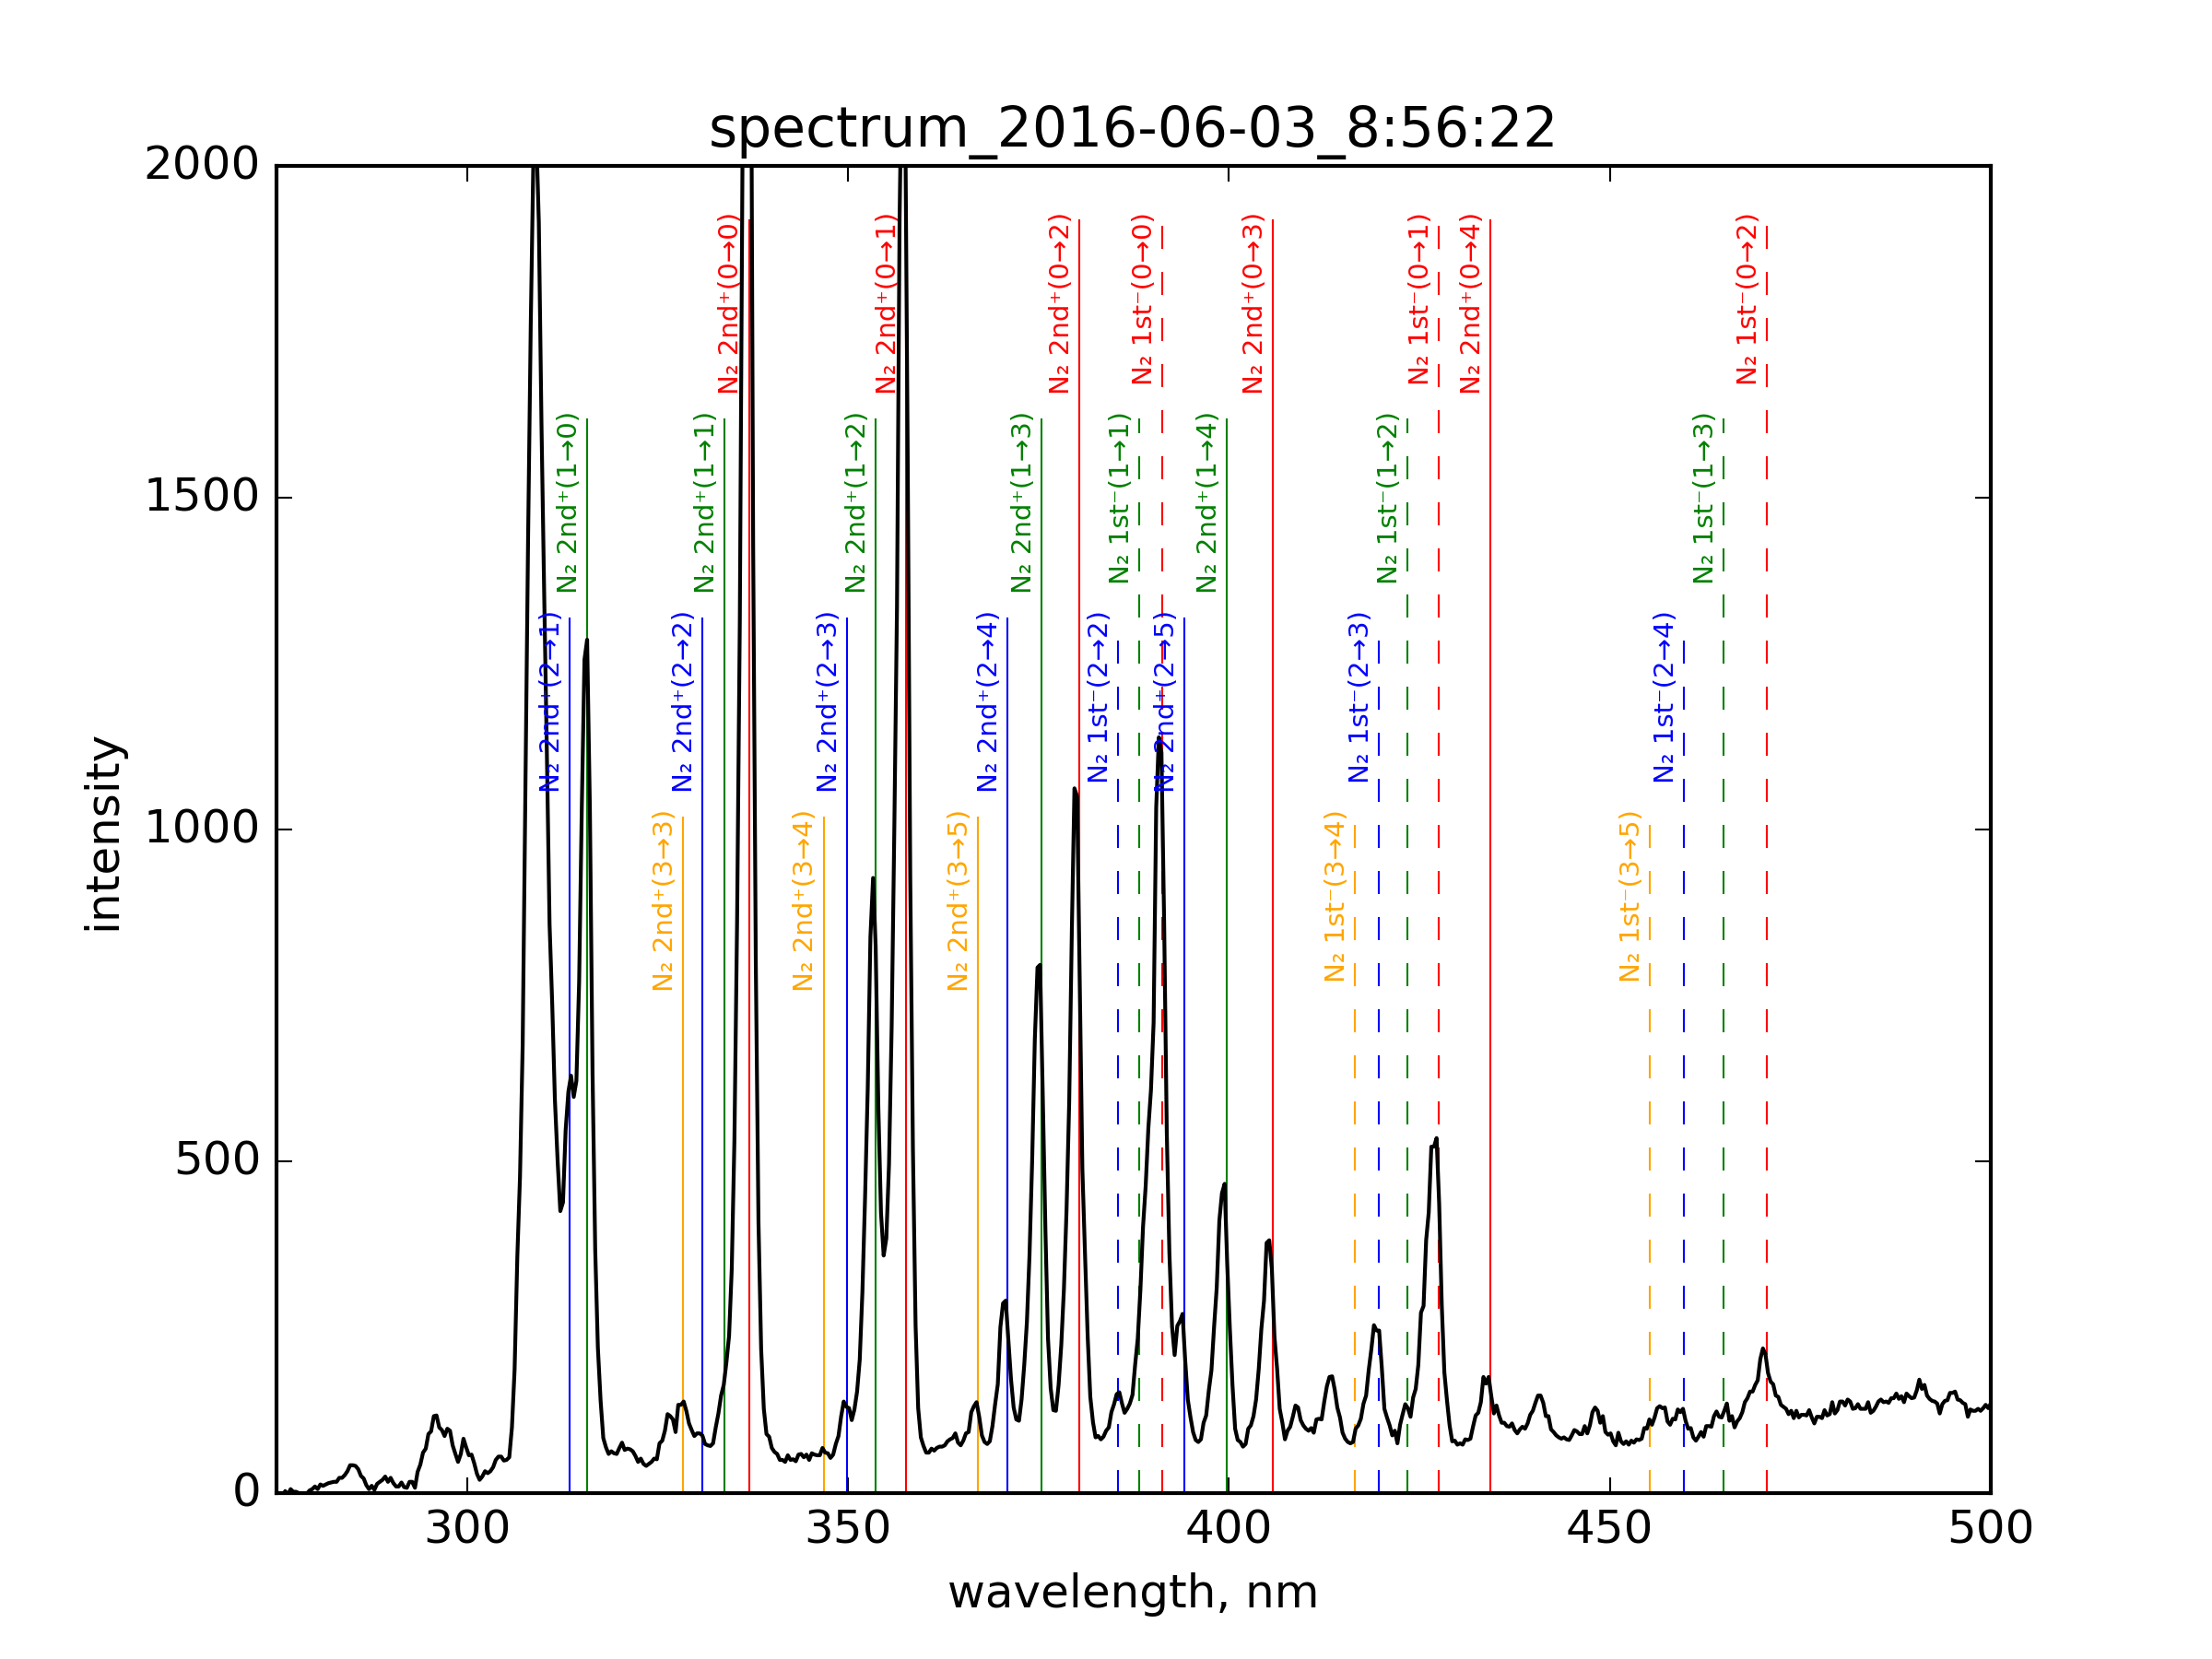 spectrum_2016-06-03_8:56:22
2000
1500
1000
500
0
intensity
N₂ 2nd⁺(0→0)
N₂ 2nd⁺(0→1)
N₂ 2nd⁺(0→2)
N₂ 1st⁻(0→0)
N₂ 2nd⁺(0→3)
N₂ 1st⁻(0→1)
N₂ 2nd⁺(0→4)
N₂ 1st⁻(0→2)
N₂ 2nd⁺(1→0)
N₂ 2nd⁺(1→1)
N₂ 2nd⁺(1→2)
N₂ 2nd⁺(1→3)
N₂ 1st⁻(1→1)
N₂ 2nd⁺(1→4)
N₂ 1st⁻(1→2)
N₂ 1st⁻(1→3)
N₂ 2nd⁺(2→1)
N₂ 2nd⁺(2→2)
N₂ 2nd⁺(2→3)
N₂ 2nd⁺(2→4)
N₂ 1st⁻(2→2)
N₂ 2nd⁺(2→5)
N₂ 1st⁻(2→3)
N₂ 1st⁻(2→4)
N₂ 2nd⁺(3→3)
N₂ 2nd⁺(3→4)
N₂ 2nd⁺(3→5)
N₂ 1st⁻(3→4)
N₂ 1st⁻(3→5)
300 350 400 450 500
wavelength, nm